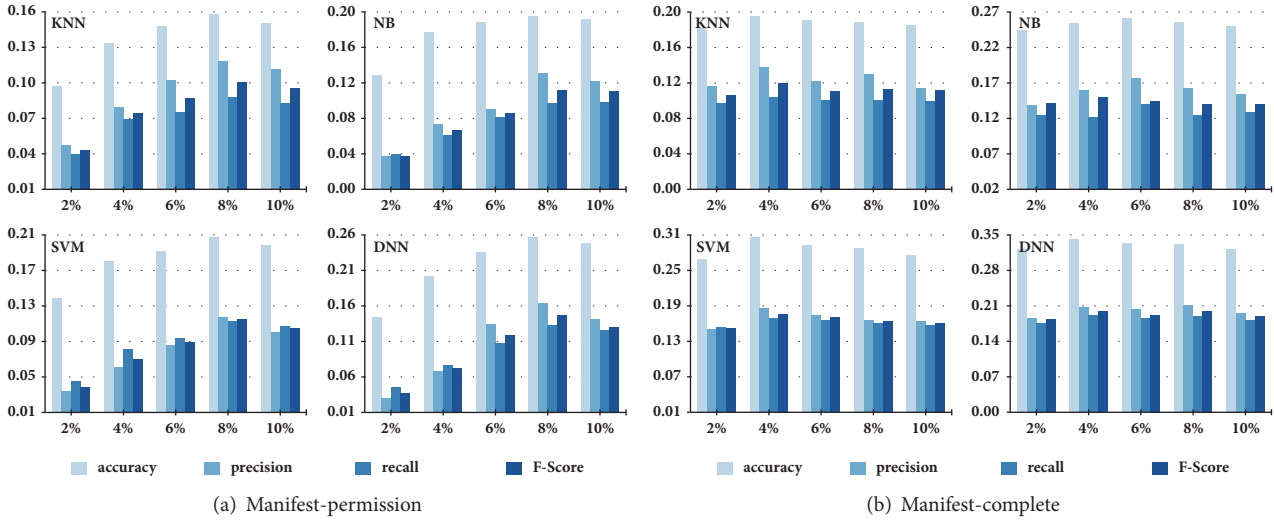 KNN
0.16
0.13
0.10
0.07
0.04
0.01
2% 4% 6% 8% 10%
NB
0.20
0.16
0.12
0.08
0.04
0.00
2% 4% 6% 8% 10%
SVM
0.21
0.17
0.13
0.09
0.05
0.01
2% 4% 6% 8% 10%
DNN
0.26
0.21
0.16
0.11
0.06
0.01
2% 4% 6% 8% 10%
accuracy precision recall F-Score
(a) Manifest-permission
KNN
0.20
0.16
0.12
0.08
0.04
0.00
2% 4% 6% 8% 10%
NB
0.27
0.22
0.17
0.12
0.07
0.02
2% 4% 6% 8% 10%
SVM
0.31
0.25
0.19
0.13
0.07
0.01
2% 4% 6% 8% 10%
DNN
0.35
0.28
0.21
0.14
0.07
0.00
2% 4% 6% 8% 10%
accuracy precision recall F-Score
(b) Manifest-complete